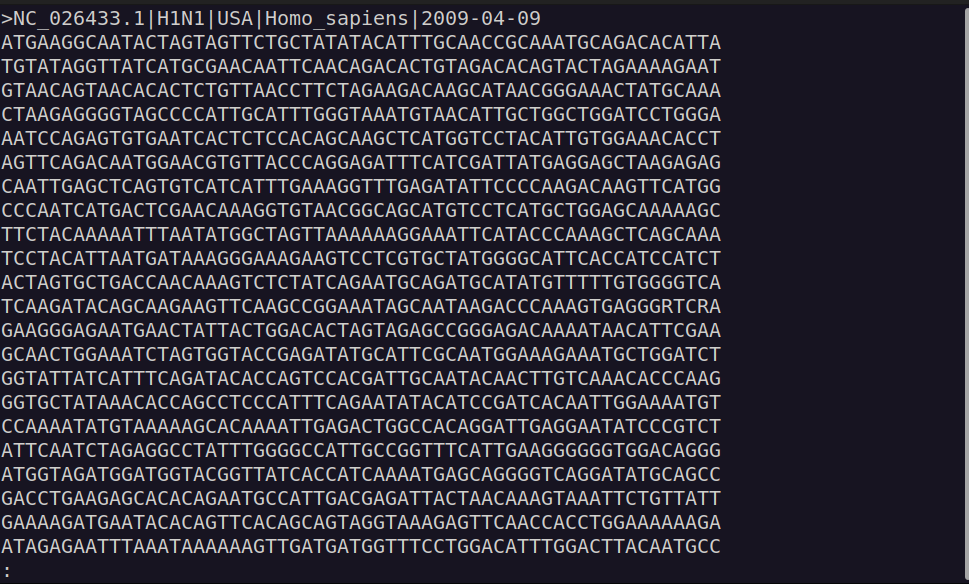 >NC_026433.1|H1N1|USA|Homo_sapiens|2009-04-09
ATGAAGGCAATACTAGTAGTTCTGCTATATACATTTGCAACCGCAAATGCAGACACATTA
TGTATAGGTTATCATGCGAACAATTCAACAGACACTGTAGACACAGTACTAGAAAAGAAT
GTAACAGTAACACACTCTGTTAACCTTCTAGAAGACAAGCATAACGGGAAACTATGCAAA
CTAAGAGGGGTAGCCCCATTGCATTTGGGTAAATGTAACATTGCTGGCTGGATCCTGGGA
AATCCAGAGTGTGAATCACTCTCCACAGCAAGCTCATGGTCCTACATTGTGGAAACACCT
AGTTCAGACAATGGAACGTGTTACCCAGGAGATTTCATCGATTATGAGGAGCTAAGAGAG
CAATTGAGCTCAGTGTCATCATTTGAAAGGTTTGAGATATTCCCCAAGACAAGTTCATGG
CCCAATCATGACTCGAACAAAGGTGTAACGGCAGCATGTCCTCATGCTGGAGCAAAAAGC
TTCTACAAAAATTTAATATGGCTAGTTAAAAAAGGAAATTCATACCCAAAGCTCAGCAAA
TCCTACATTAATGATAAAGGGAAAGAAGTCCTCGTGCTATGGGGCATTCACCATCCATCT
ACTAGTGCTGACCAACAAAGTCTCTATCAGAATGCAGATGCATATGTTTTTGTGGGGTCA
TCAAGATACAGCAAGAAGTTCAAGCCGGAAATAGCAATAAGACCCAAAGTGAGGGRTCRA
GAAGGGAGAATGAACTATTACTGGACACTAGTAGAGCCGGGAGACAAAATAACATTCGAA
GCAACTGGAAATCTAGTGGTACCGAGATATGCATTCGCAATGGAAAGAAATGCTGGATCT
GGTATTATCATTTCAGATACACCAGTCCACGATTGCAATACAACTTGTCAAACACCCAAG
GGTGCTATAAACACCAGCCTCCCATTTCAGAATATACATCCGATCACAATTGGAAAATGT
CCAAAATATGTAAAAAGCACAAAATTGAGACTGGCCACAGGATTGAGGAATATCCCGTCT
ATTCAATCTAGAGGCCTATTTGGGGCCATTGCCGGTTTCATTGAAGGGGGGTGGACAGGG
ATGGTAGATGGATGGTACGGTTATCACCATCAAAATGAGCAGGGGTCAGGATATGCAGCC
GACCTGAAGAGCACACAGAATGCCATTGACGAGATTACTAACAAAGTAAATTCTGTTATT
GAAAAGATGAATACACAGTTCACAGCAGTAGGTAAAGAGTTCAACCACCTGGAAAAAAGA
ATAGAGAATTTAAATAAAAAAGTTGATGATGGTTTCCTGGACATTTGGACTTACAATGCC
: